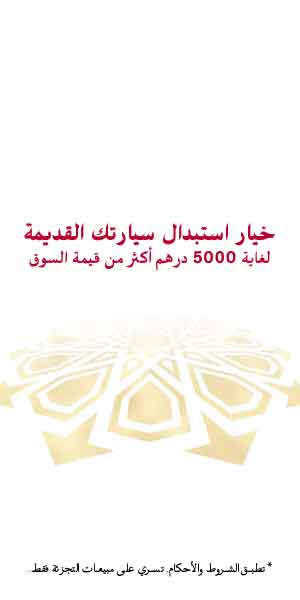 خيار استبدال سيارتك القديمة
لغاية 5000 درهم أكثر من قيمة السوق
* تطبق الشروط والأحكام. تسري على مبيعات التجزئة فقط.